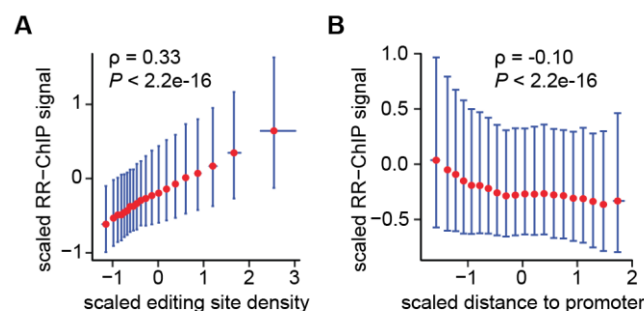 A
ρ = 0.33
P < 2.2e-16
scaled RR-ChIP signal
1
0
−1
−1 0 1 2 3
scaled editing site density
B
ρ = -0.10
P < 2.2e-16
scaled RR-ChIP signal
1.0
0.5
0.0
−0.5
−1 0 1 2
scaled distance to promoter